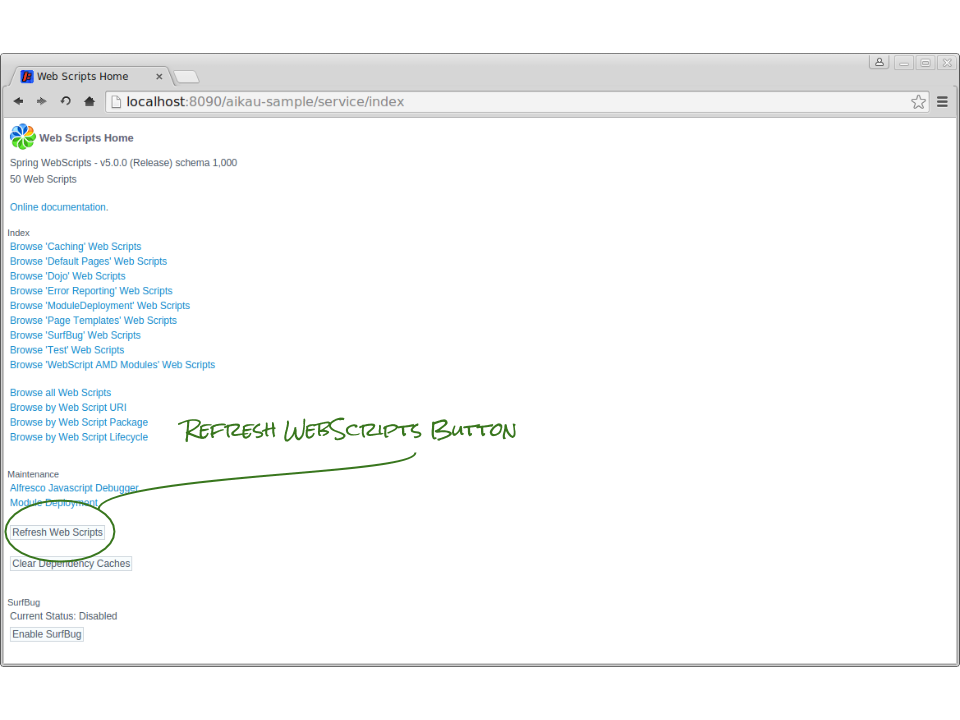 Web Scripts Home
localhost:8090/aikau-sample/service/index
Web Scripts Home
Spring WebScripts - v5.0.0 (Release) schema 1,000
50 Web Scripts
Online documentation.
Index
Browse 'Caching' Web Scripts
Browse 'Default Pages' Web Scripts
Browse 'Dojo' Web Scripts
Browse 'Error Reporting' Web Scripts
Browse 'ModuleDeployment' Web Scripts
Browse 'Page Templates' Web Scripts
Browse 'SurfBug' Web Scripts
Browse 'Test' Web Scripts
Browse 'WebScript AMD Modules' Web Scripts
Browse all Web Scripts
Browse by Web Script URI
Browse by Web Script Package
Browse by Web Script Lifecycle
Refresh WebScripts Button
Maintenance
Alfresco Javascript Debugger
Module Deployment
Refresh Web Scripts
Clear Dependency Caches
SurfBug
Current Status: Disabled
Enable SurfBug